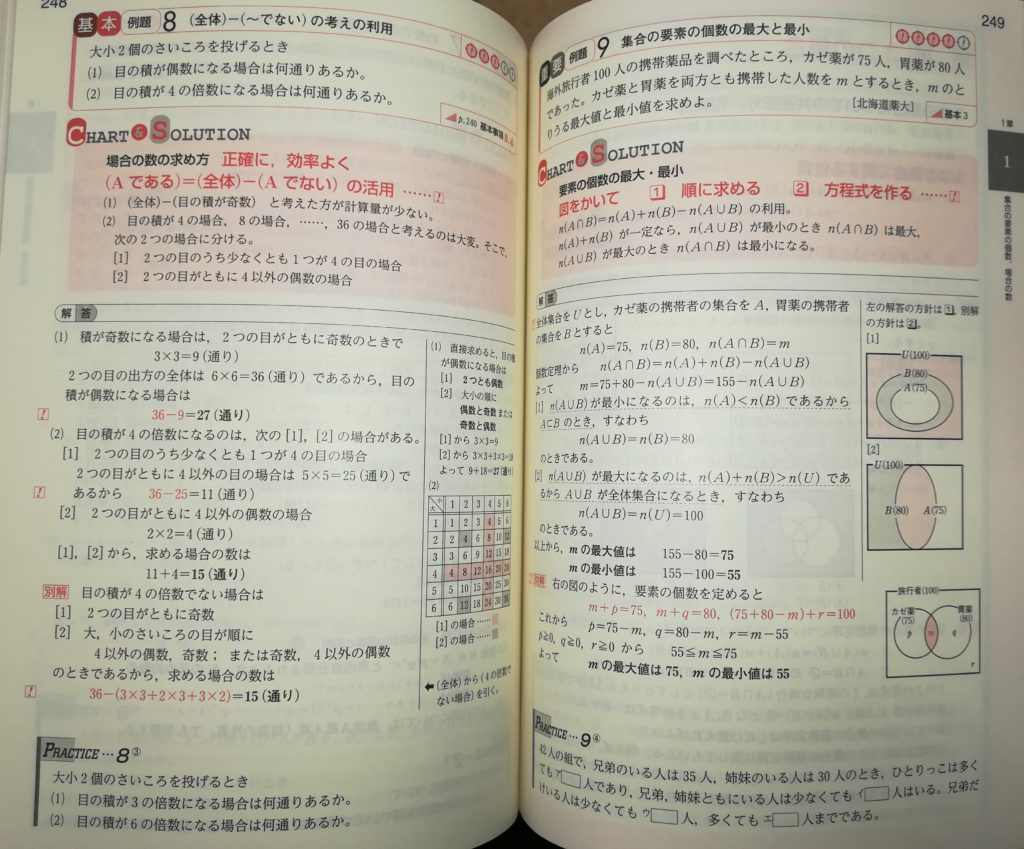 248
基本 例題 8 (全体)−(〜でない) の考えの利用
大小2個のさいころを投げるとき
(1) 目の積が偶数になる場合は何通りあるか。
(2) 目の積が4の倍数になる場合は何通りあるか。
p.240 基本事項
CHART & SOLUTION
場合の数の求め方 正確に，効率よく
(A である)=(全体)−(A でない) の活用 ……!
(1) (全体)−(目の積が奇数) と考えた方が計算量が少ない。
(2) 目の積が4の場合，8の場合，……，36の場合と考えるのは大変。そこで，
次の2つの場合に分ける。
[1] 2つの目のうち少なくとも1つが4の目の場合
[2] 2つの目がともに4以外の偶数の場合
解答
(1) 積が奇数になる場合は，2つの目がともに奇数のときで
3×3=9(通り)
2つの目の出方の全体は 6×6=36(通り) であるから，目の
積が偶数になる場合は
! 36−9=27(通り)
(2) 目の積が4の倍数になるのは，次の [1], [2] の場合がある。
[1] 2つの目のうち少なくとも1つが4の目の場合
2つの目がともに4以外の目の場合は 5×5=25(通り) で
! あるから 36−25=11(通り)
[2] 2つの目がともに4以外の偶数の場合
2×2=4(通り)
[1], [2] から，求める場合の数は
11+4=15(通り)
別解 目の積が4の倍数でない場合は
[1] 2つの目がともに奇数
[2] 大，小のさいころの目が順に
4以外の偶数，奇数； または奇数，4以外の偶数
のときであるから，求める場合の数は
! 36−(3×3+2×3+3×2)=15(通り)
(1) 直接求めると，目の積
が偶数になる場合は
[1] 2つとも偶数
[2] 大小の順に
偶数と奇数 または
奇数と偶数
[1] から 3×3=9
[2] から 3×3+3×3=18
よって 9+18=27(通り)
(2)
大 小 1 2 3 4 5 6
1 1 2 3 4 5 6
2 2 4 6 8 10 12
3 3 6 9 12 15 18
4 4 8 12 16 20 24
5 5 10 15 20 25 30
6 6 12 18 24 30 36
[1] の場合……
[2] の場合……
←(全体) から (4の倍数で
ない場合) を引く。
PRACTICE…8③
大小2個のさいころを投げるとき
(1) 目の積が3の倍数になる場合は何通りあるか。
(2) 目の積が6の倍数になる場合は何通りあるか。
249
重要 例題 9 集合の要素の個数の最大と最小
海外旅行者100人の携帯薬品を調べたところ，カゼ薬が75人，胃薬が80人
であった。カゼ薬と胃薬を両方とも携帯した人数を m とするとき，m のと
りうる最大値と最小値を求めよ。 [北海道薬大]
基本3
CHART & SOLUTION
要素の個数の最大・最小
図をかいて 1 順に求める 2 方程式を作る ……!
n(A∩B)=n(A)+n(B)−n(A∪B) の利用。
n(A)+n(B) が一定なら，n(A∪B) が最小のとき n(A∩B) は最大，
n(A∪B) が最大のとき n(A∩B) は最小になる。
解答
全体集合を U とし，カゼ薬の携帯者の集合を A，胃薬の携帯者
の集合を B とすると
n(A)=75, n(B)=80, n(A∩B)=m
個数定理から n(A∩B)=n(A)+n(B)−n(A∪B)
よって m=75+80−n(A∪B)=155−n(A∪B)
[1] n(A∪B) が最小になるのは，n(A)<n(B) であるから
A⊂B のとき，すなわち
n(A∪B)=n(B)=80
のときである。
[2] n(A∪B) が最大になるのは，n(A)+n(B)>n(U) であ
るから A∪B が全体集合になるとき，すなわち
n(A∪B)=n(U)=100
のときである。
以上から，m の最大値は 155−80=75
m の最小値は 155−100=55
別解 右の図のように，要素の個数を定めると
m+p=75, m+q=80, (75+80−m)+r=100
これから p=75−m, q=80−m, r=m−55
p≧0, q≧0, r≧0 から 55≦m≦75
よって m の最大値は 75, m の最小値は 55
左の解答の方針は 1，別解
の方針は 2。
[1]
U(100)
B(80)
A(75)
[2]
U(100)
B(80) A(75)
旅行者(100)
カゼ薬 (75) 胃薬 (80)
p m q
r
PRACTICE…9④
42人の組で，兄弟のいる人は35人，姉妹のいる人は30人のとき，ひとりっこは多く
ても ア□人であり，兄弟，姉妹ともにいる人は少なくても イ□人はいる。兄弟だ
けいる人は少なくても ウ□人，多くても エ□人までである。
1章
1
集合の要素の個数，場合の数